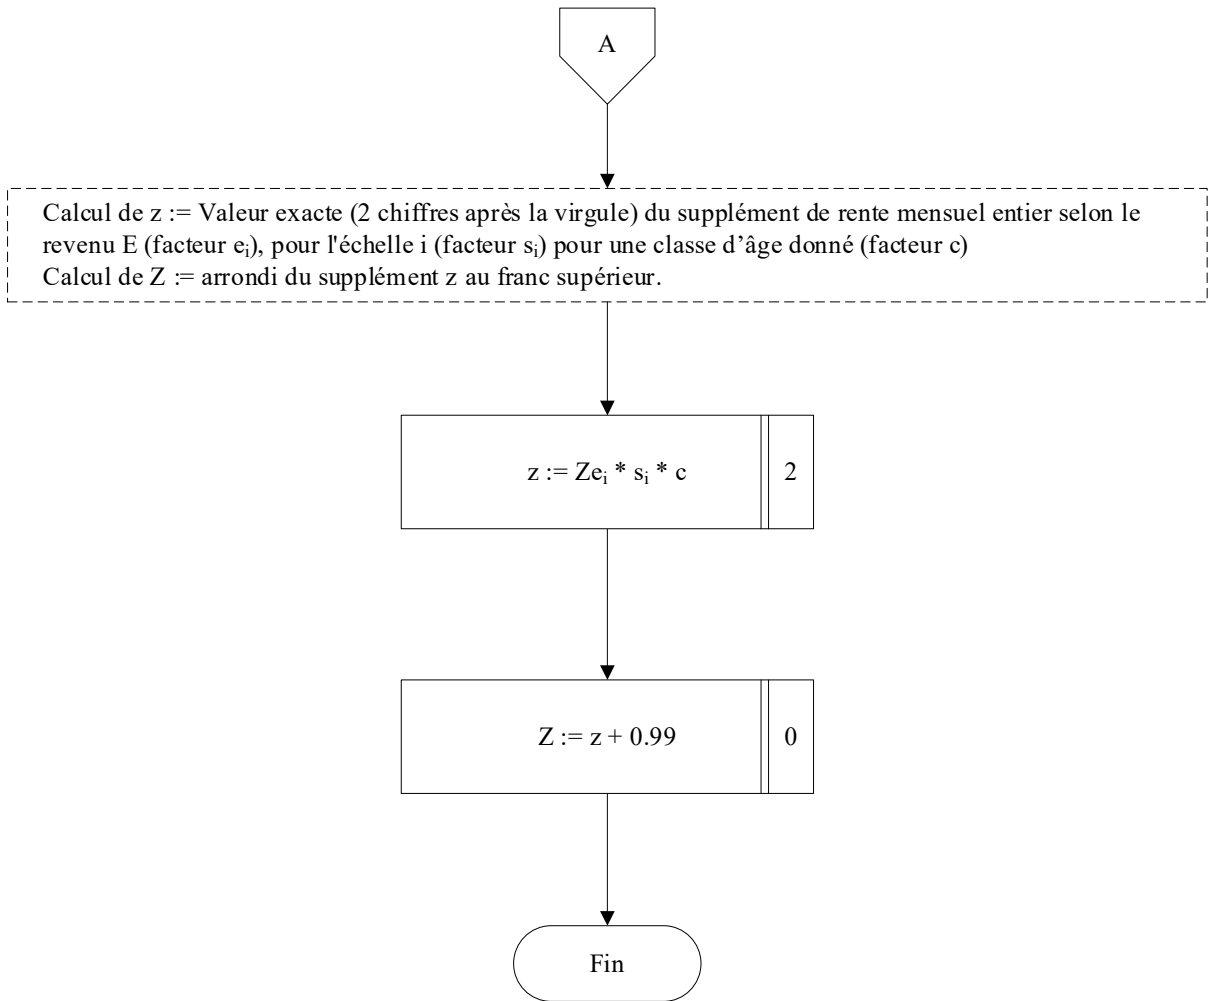 A
Calcul de z := Valeur exacte (2 chiffres après la virgule) du supplément de rente mensuel entier selon le
revenu E (facteur eᵢ), pour l'échelle i (facteur sᵢ) pour une classe d’âge donné (facteur c)
Calcul de Z := arrondi du supplément z au franc supérieur.
z := Zeᵢ * sᵢ * c
2
Z := z + 0.99
0
Fin